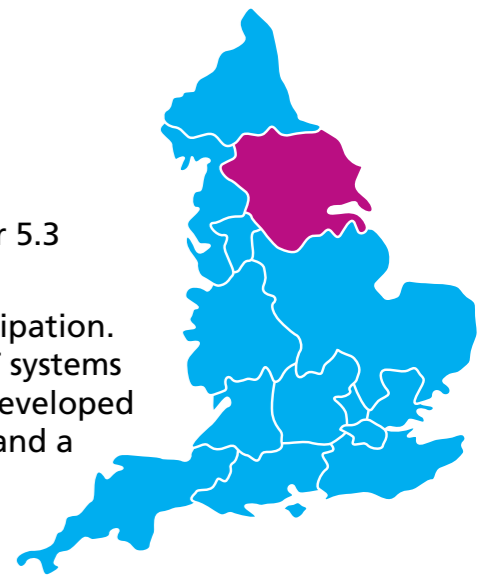 r 5.3
ipation.
systems
eveloped
and a